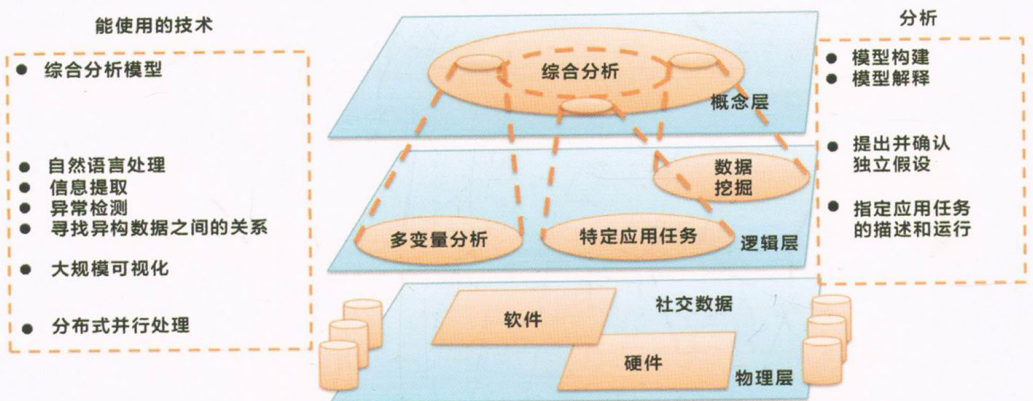 能使用的技术
● 综合分析模型
● 自然语言处理
● 信息提取
● 异常检测
● 寻找异构数据之间的关系
● 大规模可视化
● 分布式并行处理
综合分析
概念层
数据
挖掘
多变量分析
特定应用任务
逻辑层
社交数据
软件
硬件
物理层
分析
● 模型构建
● 模型解释
● 提出并确认
独立假设
● 指定应用任务
的描述和运行